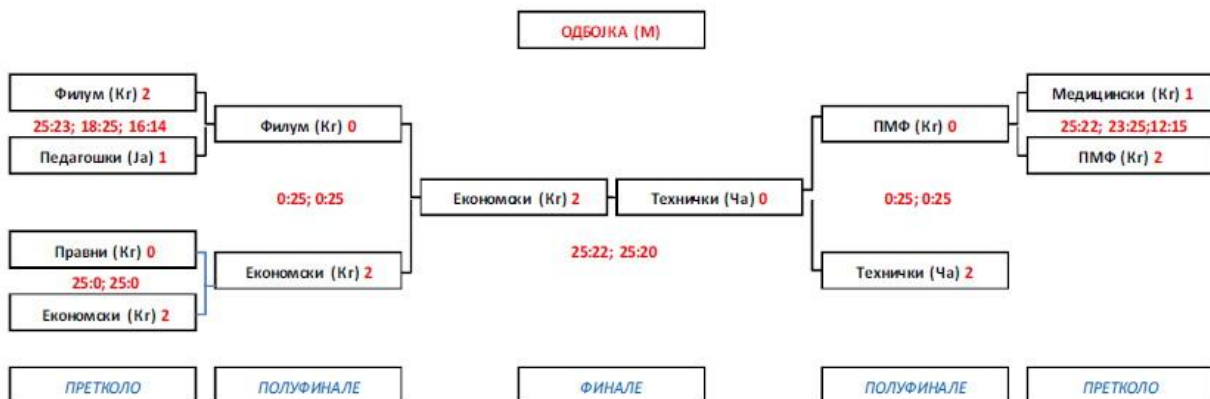 ОДБОЈКА (М)
Филум (Кг) 2
25:23; 18:25; 16:14
Педагошки (Ја) 1
Филум (Кг) 0
0:25; 0:25
Правни (Кг) 0
25:0; 25:0
Економски (Кг) 2
Економски (Кг) 2
Економски (Кг) 2
Технички (Ча) 0
25:22; 25:20
ПМФ (Кг) 0
0:25; 0:25
Технички (Ча) 2
Медицински (Кг) 1
25:22; 23:25;12:15
ПМФ (Кг) 2
ПРЕТКОЛО
ПОЛУФИНАЛЕ
ФИНАЛЕ
ПОЛУФИНАЛЕ
ПРЕТКОЛО